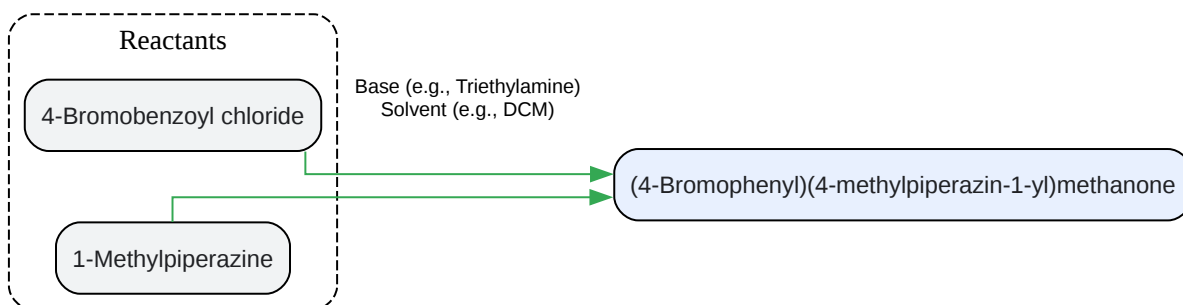 Reactants
4-Bromobenzoyl chloride
Base (e.g., Triethylamine)
Solvent (e.g., DCM)
(4-Bromophenyl)(4-methylpiperazin-1-yl)methanone
1-Methylpiperazine